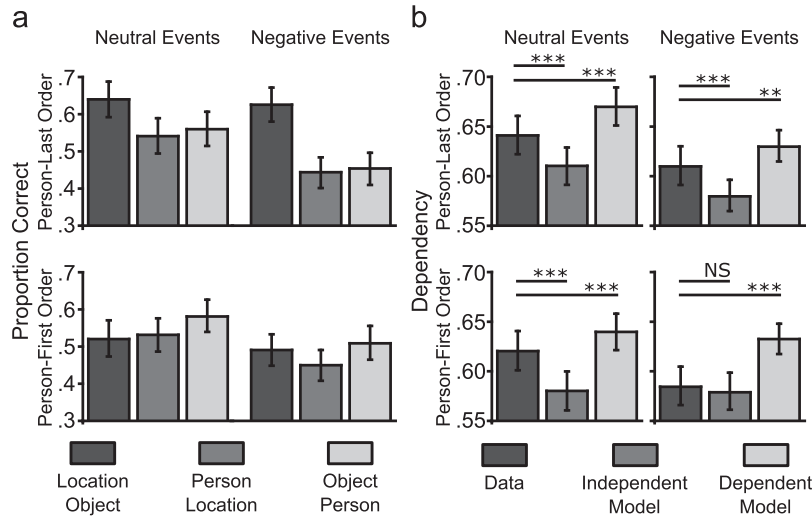 a
Neutral Events
Negative Events
Proportion Correct
Person-Last Order
.7
.6
.5
.4
.3
Person-First Order
.7
.6
.5
.4
.3
Location
Object
Person
Location
Object
Person
b
Neutral Events
Negative Events
Dependency
Person-Last Order
.70
.65
.60
.55
***
***
***
**
Person-First Order
.70
.65
.60
.55
***
***
NS
***
Data
Independent
Model
Dependent
Model